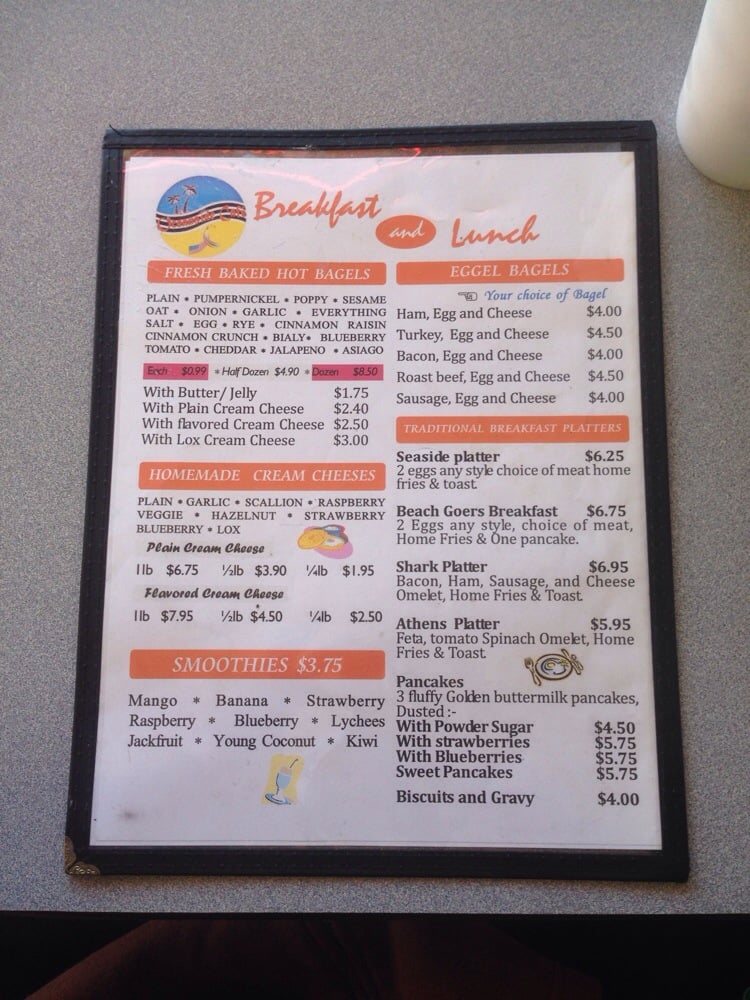 Breakfast and Lunch
FRESH BAKED HOT BAGELS
PLAIN * PUMPERNICKEL * POPPY * SESAME
OAT * ONION * GARLIC * EVERYTHING
SALT * EGG * RYE * CINNAMON RAISIN
CINNAMON CRUNCH * BIALY* BLUEBERRY
TOMATO * CHEDDAR * JALAPENO * ASIAGO
Each $0.99 * Half Dozen $4.90 * Dozen $8.50
With Butter/ Jelly $1.75
With Plain Cream Cheese $2.40
With flavored Cream Cheese $2.50
With Lox Cream Cheese $3.00
HOMEMADE CREAM CHEESES
PLAIN * GARLIC * SCALLION * RASPBERRY
VEGGIE * HAZELNUT * STRAWBERRY
BLUEBERRY * LOX
Plain Cream Cheese
1lb $6.75 ½lb $3.90 ¼lb $1.95
Flavored Cream Cheese
1lb $7.95 ½lb $4.50 ¼lb $2.50
SMOOTHIES $3.75
Mango * Banana * Strawberry
Raspberry * Blueberry * Lychees
Jackfruit * Young Coconut * Kiwi
EGGEL BAGELS
Your choice of Bagel
Ham, Egg and Cheese $4.00
Turkey, Egg and Cheese $4.50
Bacon, Egg and Cheese $4.00
Roast beef, Egg and Cheese $4.50
Sausage, Egg and Cheese $4.00
TRADITIONAL BREAKFAST PLATTERS
Seaside platter $6.25
2 eggs any style choice of meat home
fries & toast.
Beach Goers Breakfast $6.75
2 Eggs any style, choice of meat,
Home Fries & One pancake.
Shark Platter $6.95
Bacon, Ham, Sausage, and Cheese
Omelet, Home Fries & Toast.
Athens Platter $5.95
Feta, tomato Spinach Omelet, Home
Fries & Toast.
Pancakes
3 fluffy Golden buttermilk pancakes,
Dusted :-
With Powder Sugar $4.50
With strawberries $5.75
With Blueberries $5.75
Sweet Pancakes $5.75
Biscuits and Gravy $4.00